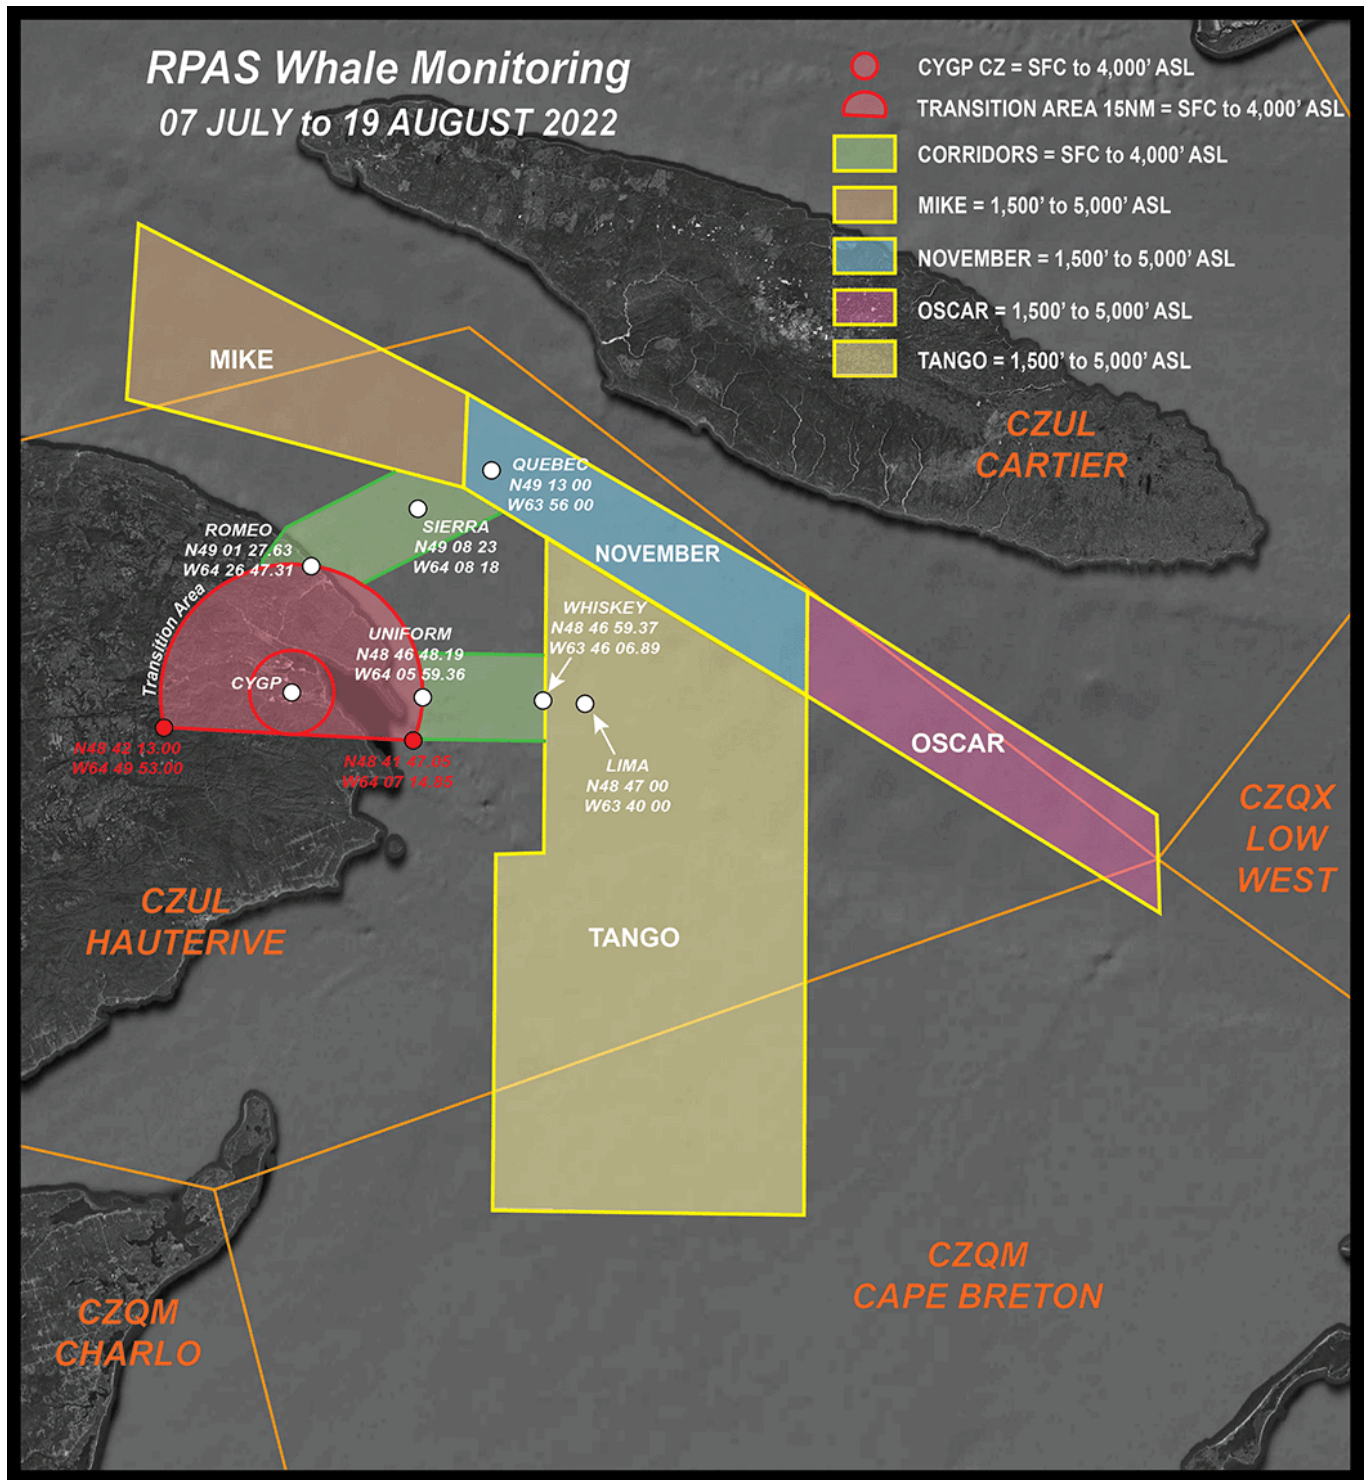 RPAS Whale Monitoring
07 JULY to 19 AUGUST 2022
CYGP CZ = SFC to 4,000' ASL
TRANSITION AREA 15NM = SFC to 4,000' ASL
CORRIDORS = SFC to 4,000' ASL
MIKE = 1,500' to 5,000' ASL
NOVEMBER = 1,500' to 5,000' ASL
OSCAR = 1,500' to 5,000' ASL
TANGO = 1,500' to 5,000' ASL
MIKE
CZUL
CARTIER
QUEBEC
N49 13 00
W63 56 00
ROMEO
N49 01 27.63
W64 26 47.31
SIERRA
N49 08 23
W64 08 18
NOVEMBER
Transition Area
WHISKEY
N48 46 59.37
W63 46 06.89
UNIFORM
N48 46 48.19
W64 05 59.36
CYGP
N48 42 13.00
W64 49 53.00
N48 41 47.05
W64 07 14.85
LIMA
N48 47 00
W63 40 00
OSCAR
CZQX
LOW
WEST
CZUL
HAUTERIVE
TANGO
CZQM
CAPE BRETON
CZQM
CHARLO